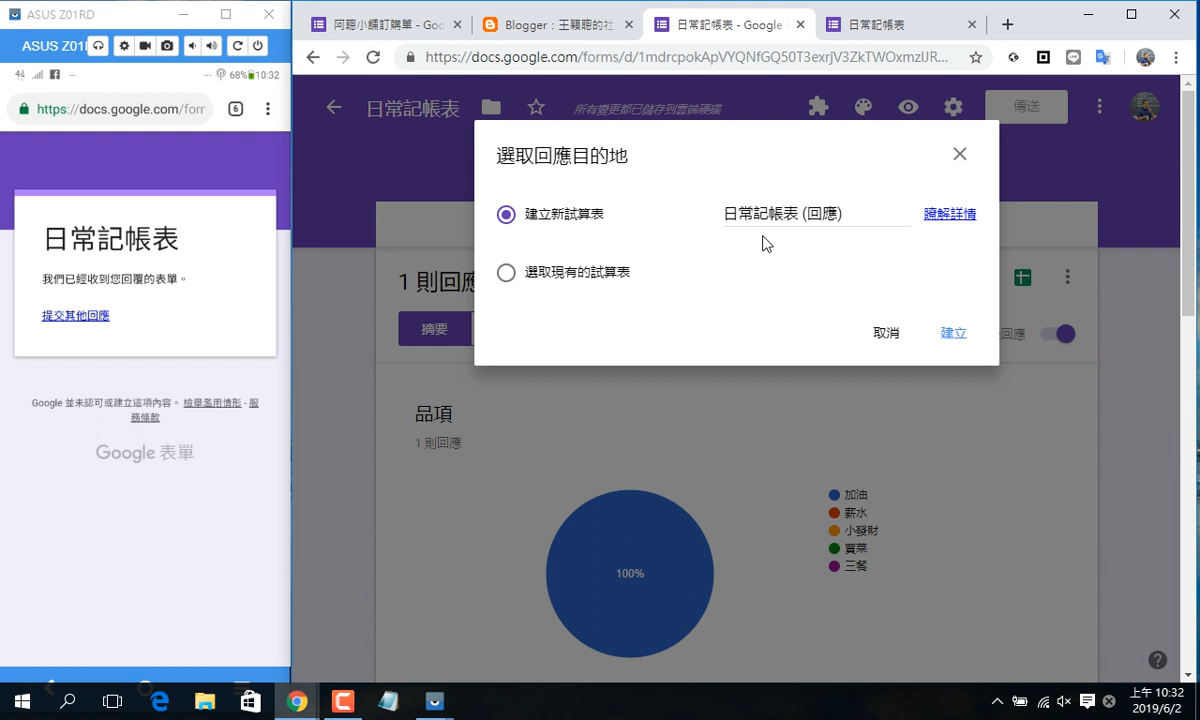 ASUS Z01RD
ASUS Z01
68% 10:32
https://docs.google.com/forr
6
日常記帳表
我們已經收到您回覆的表單。
提交其他回應
Google 並未認可或建立這項內容。 檢舉濫用情形 - 服
務條款
Google 表單
阿聰小舖訂購單 - Goo
Blogger：王穎聰的社
日常記帳表 - Google
日常記帳表
https://docs.google.com/forms/d/1mdrcpokApVYQNfGQ50T3exrjV3ZkTWOxmzIJR...
日常記帳表
所有變更都已儲存到雲端硬碟
傳送
選取回應目的地
建立新試算表
日常記帳表 (回應)
瞭解詳情
選取現有的試算表
取消
建立
1 則回應
摘要
回應
品項
1 則回應
100%
加油
薪水
小發財
買菜
三餐
上午 10:32
2019/6/2